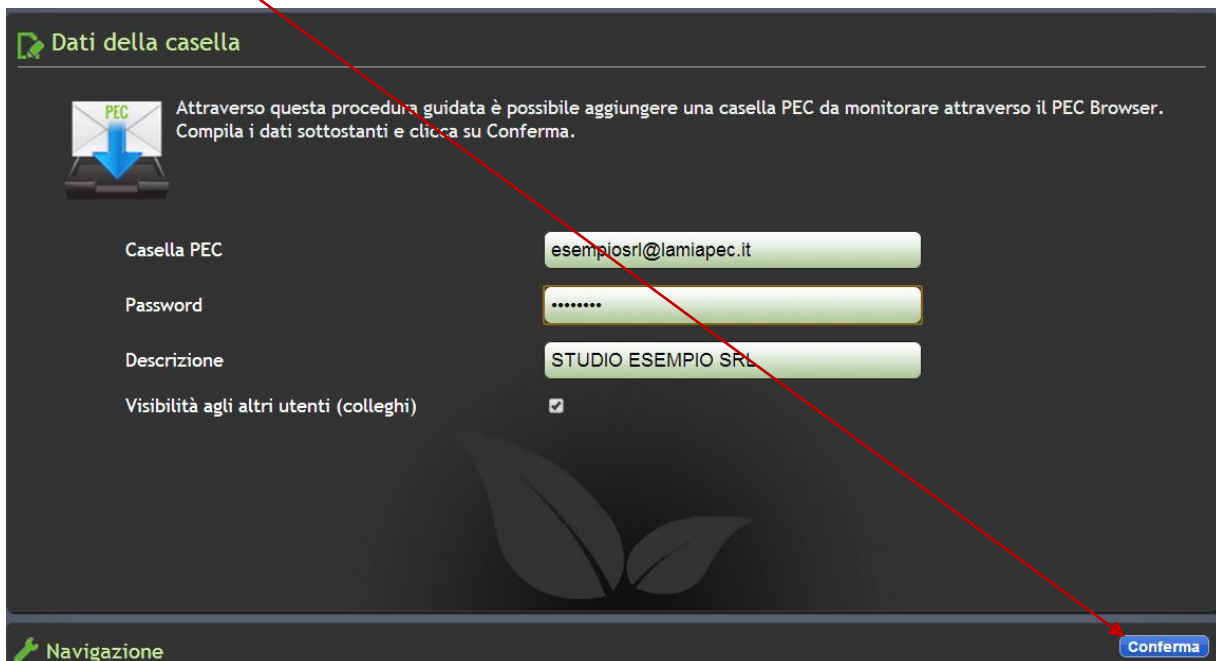 Dati della casella
PEC
Attraverso questa procedura guidata è possibile aggiungere una casella PEC da monitorare attraverso il PEC Browser.
Compila i dati sottostanti e clicca su Conferma.
Casella PEC
esempiosrl@lamiapec.it
Password
••••••••
Descrizione
STUDIO ESEMPIO SRL
Visibilità agli altri utenti (colleghi)
Navigazione
Conferma